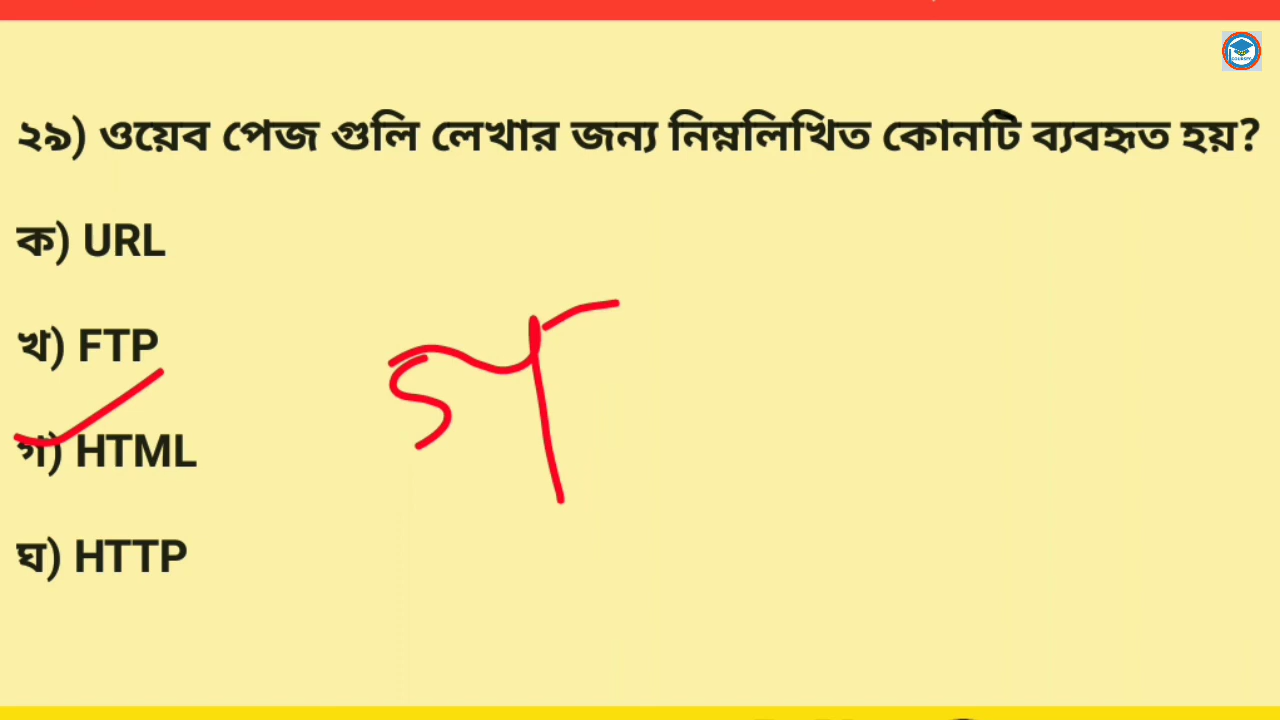 ২৯) ওয়েব পেজ গুলি লেখার জন্য নিম্নলিখিত কোনটি ব্যবহৃত হয়?
ক) URL
খ) FTP
গ) HTML
ঘ) HTTP